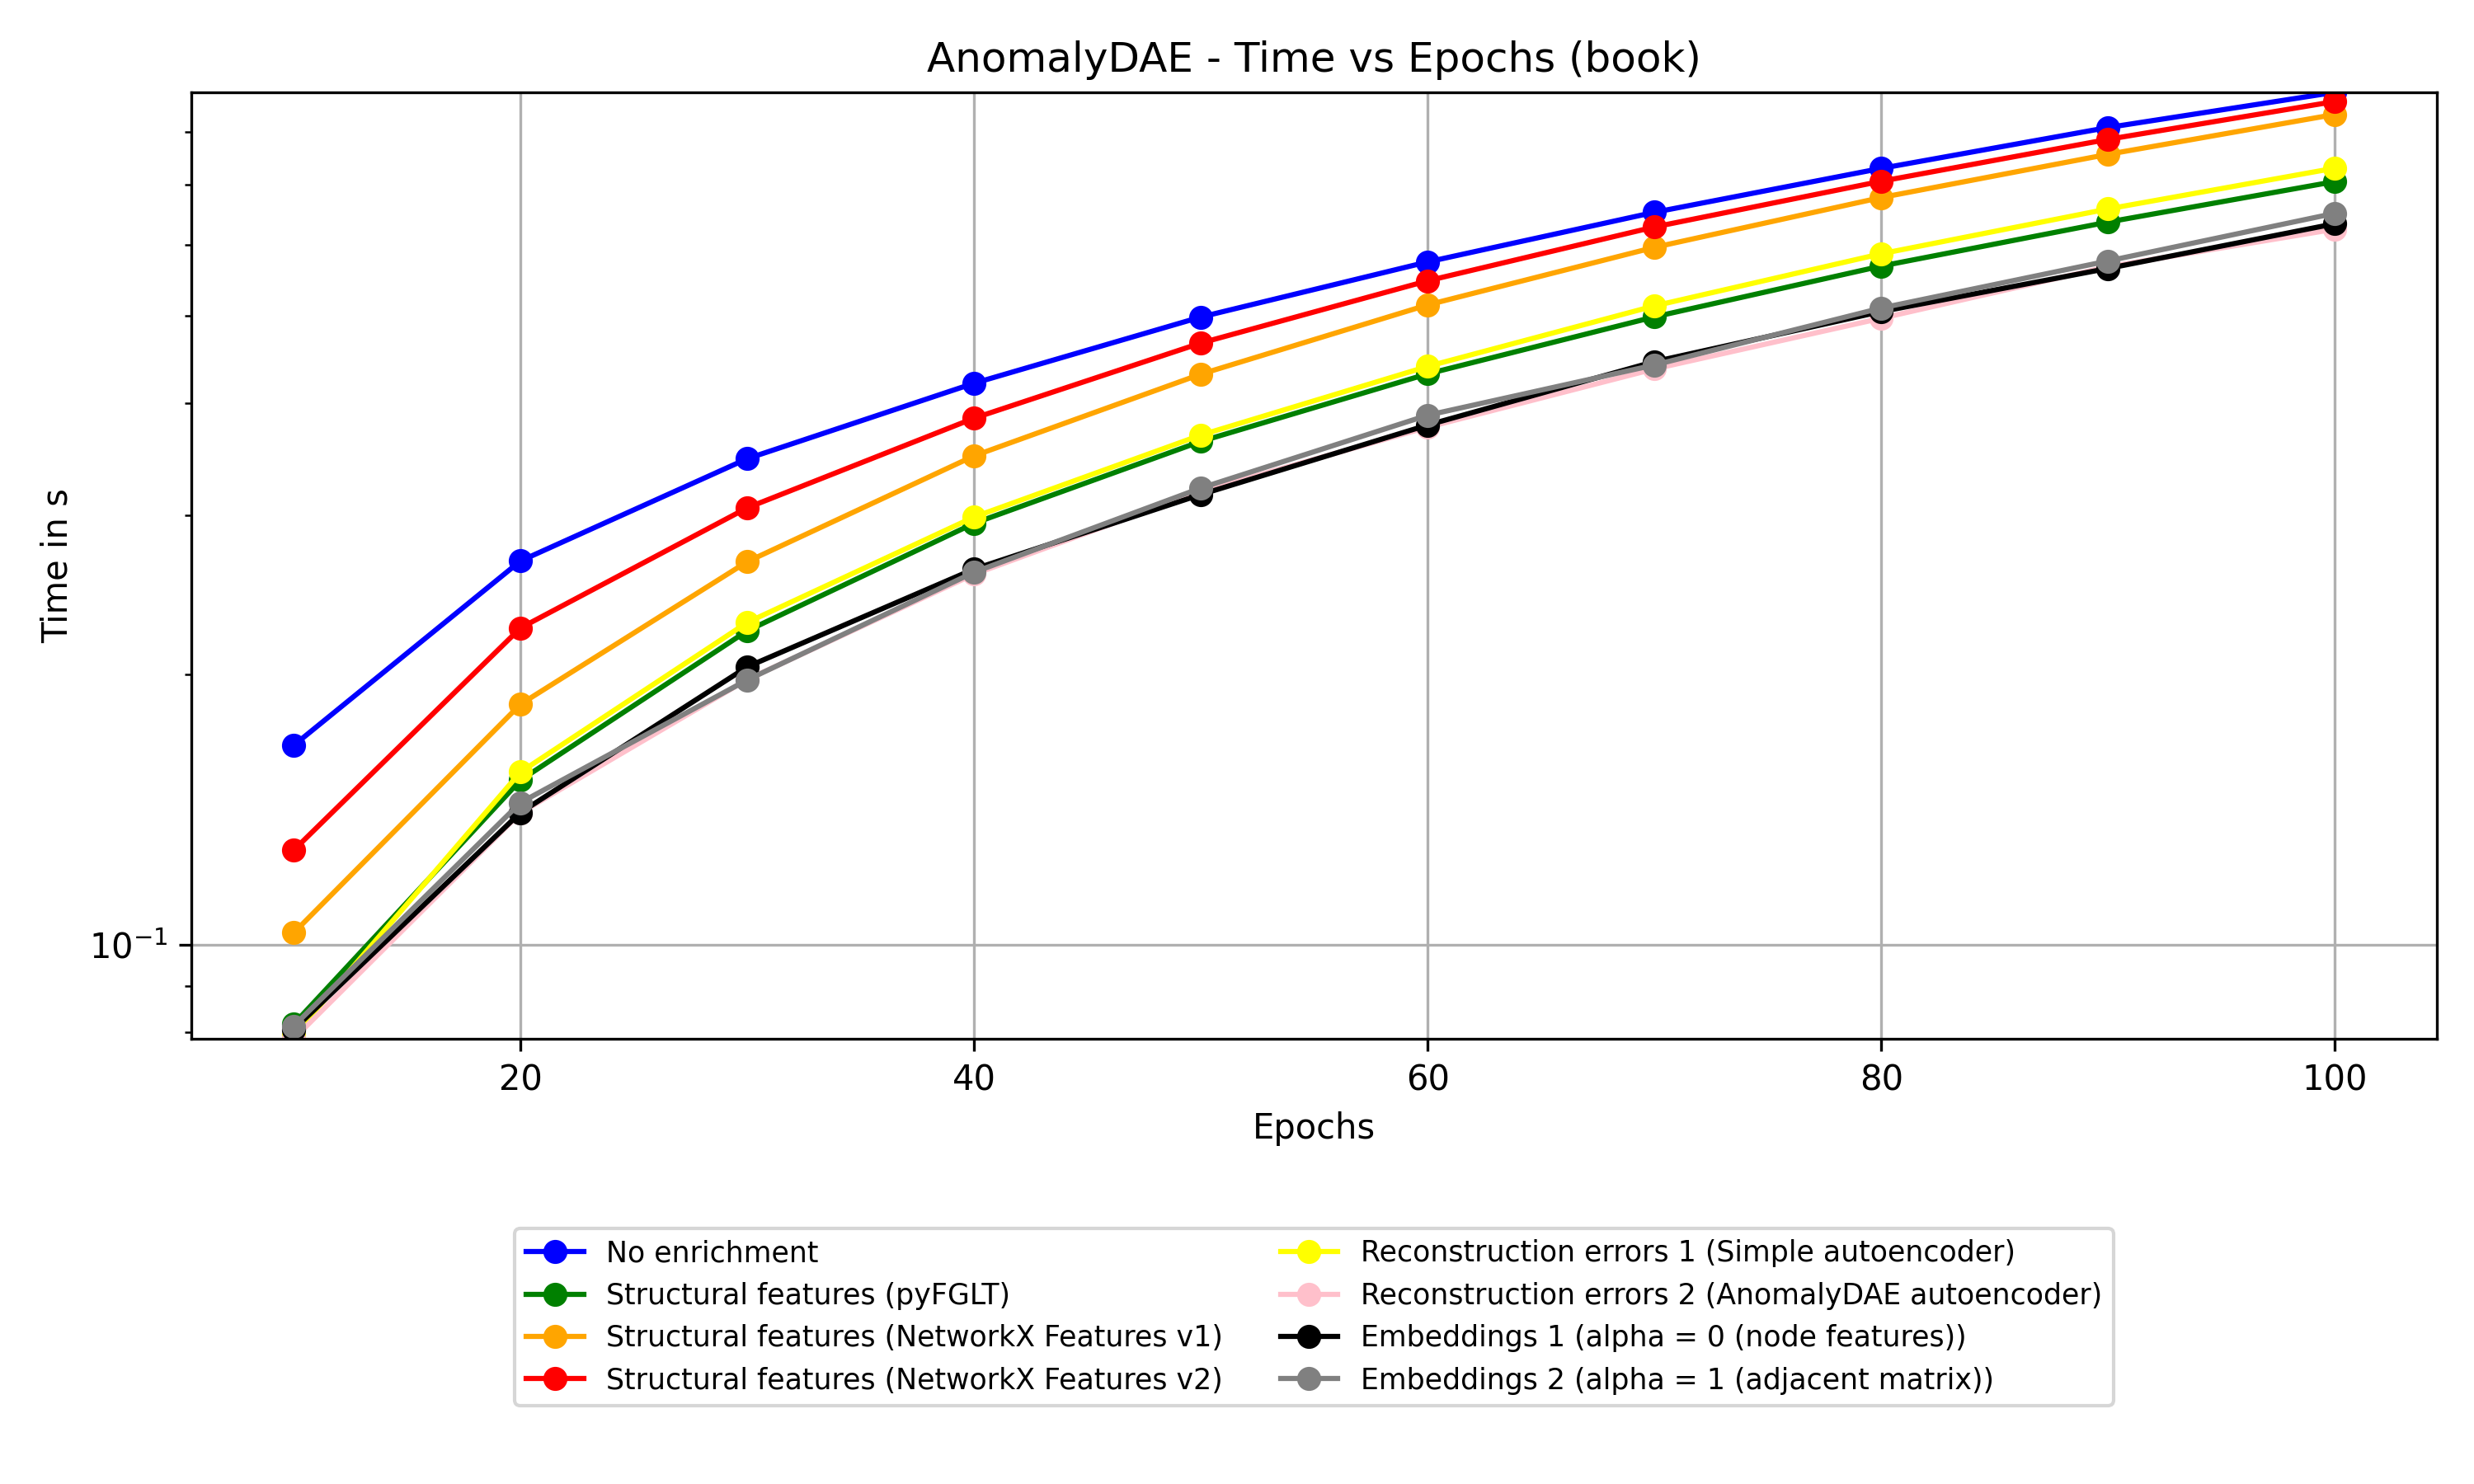 AnomalyDAE - Time vs Epochs (book)
Time in s
10⁻¹
20 40 60 80 100
Epochs
No enrichment
Structural features (pyFGLT)
Structural features (NetworkX Features v1)
Structural features (NetworkX Features v2)
Reconstruction errors 1 (Simple autoencoder)
Reconstruction errors 2 (AnomalyDAE autoencoder)
Embeddings 1 (alpha = 0 (node features))
Embeddings 2 (alpha = 1 (adjacent matrix))